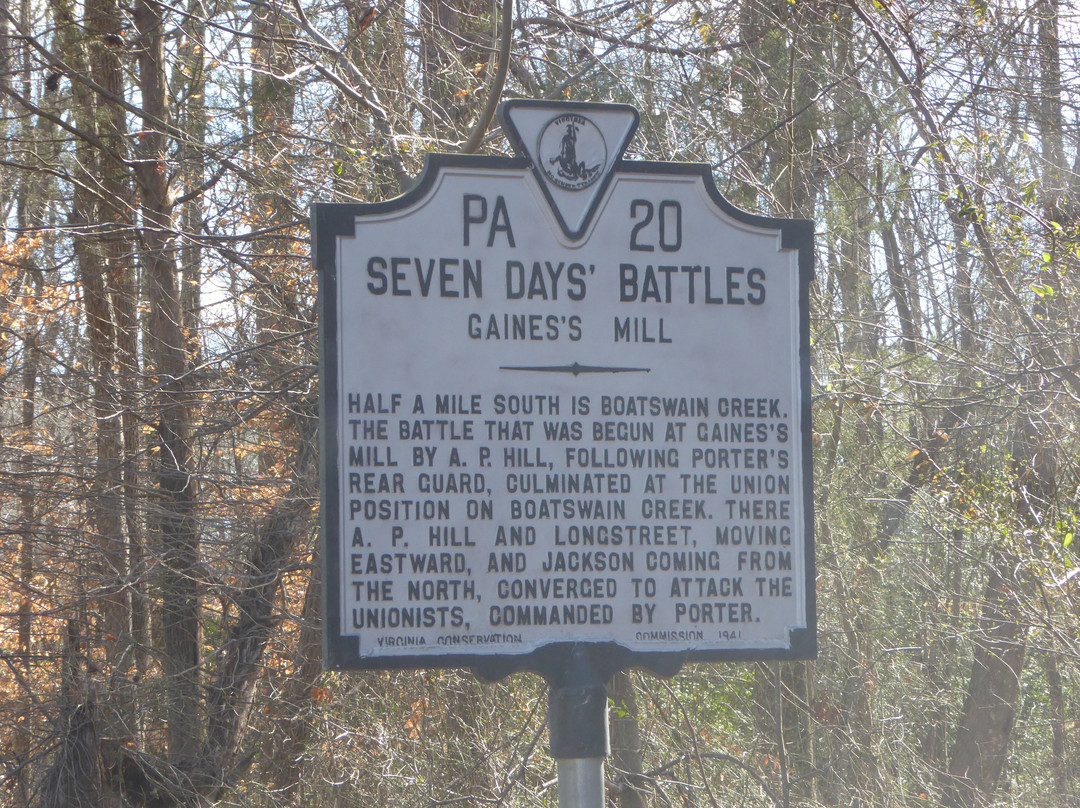 VIRGINIA
PA 20
SEVEN DAYS' BATTLES
GAINES'S MILL
HALF A MILE SOUTH IS BOATSWAIN CREEK.
THE BATTLE THAT WAS BEGUN AT GAINES'S
MILL BY A. P. HILL, FOLLOWING PORTER'S
REAR GUARD, CULMINATED AT THE UNION
POSITION ON BOATSWAIN CREEK. THERE
A. P. HILL AND LONGSTREET, MOVING
EASTWARD, AND JACKSON COMING FROM
THE NORTH, CONVERGED TO ATTACK THE
UNIONISTS, COMMANDED BY PORTER.
VIRGINIA CONSERVATION COMMISSION 1941